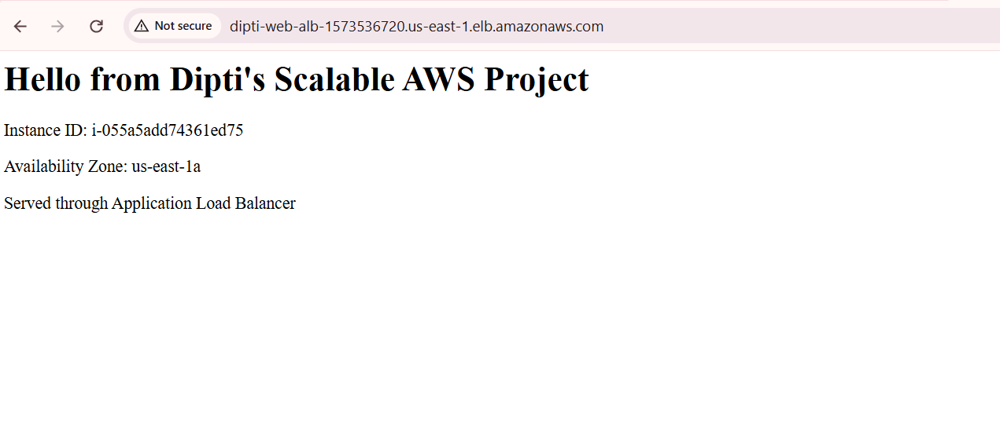 Not secure dipti-web-alb-1573536720.us-east-1.elb.amazonaws.com
Hello from Dipti's Scalable AWS Project
Instance ID: i-055a5add74361ed75
Availability Zone: us-east-1a
Served through Application Load Balancer